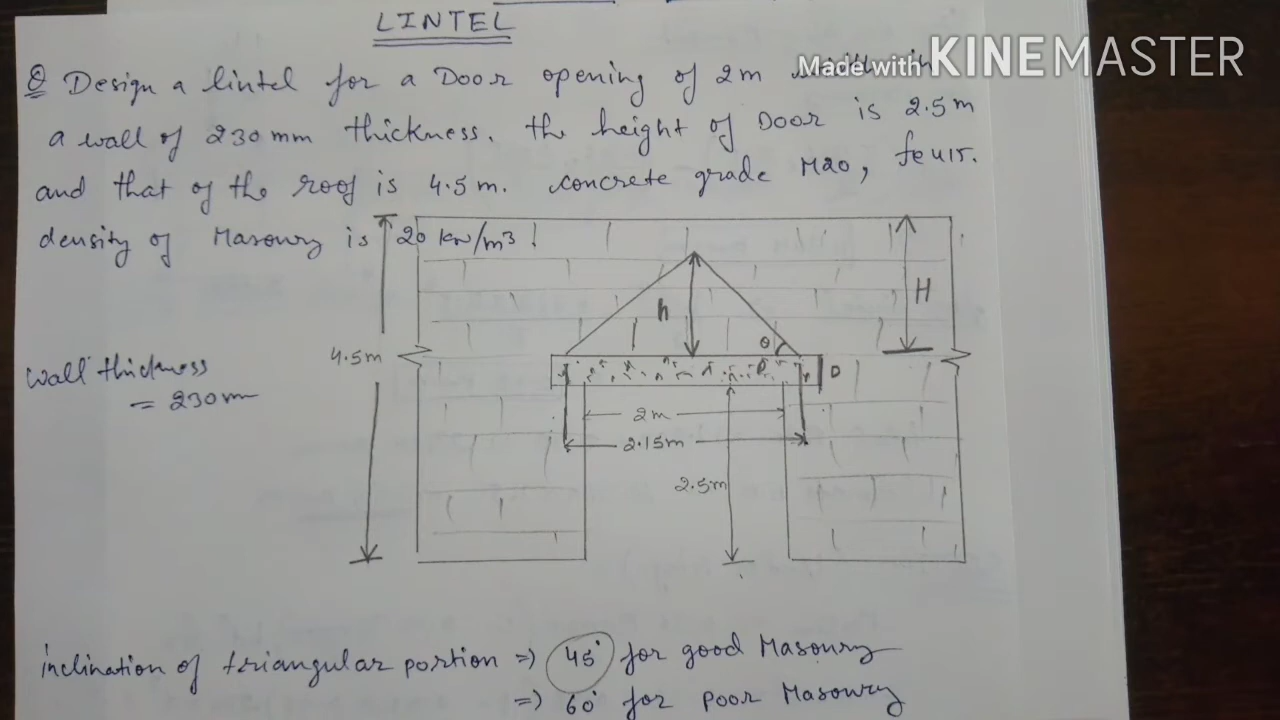 LINTEL
Q Design a lintel for a Door opening of 2m in
Made with KINEMASTER
a wall of 230mm thickness. the height of Door is 2.5m
and that of the roof is 4.5m. concrete grade M20, fe415.
density of Masonry is 20 kN/m³!
H
h
θ
4.5m
D
wall thickness
= 230m
2m
2.15m
2.5m
inclination of triangular portion => 45° for good Masonry
=> 60° for poor Masonry